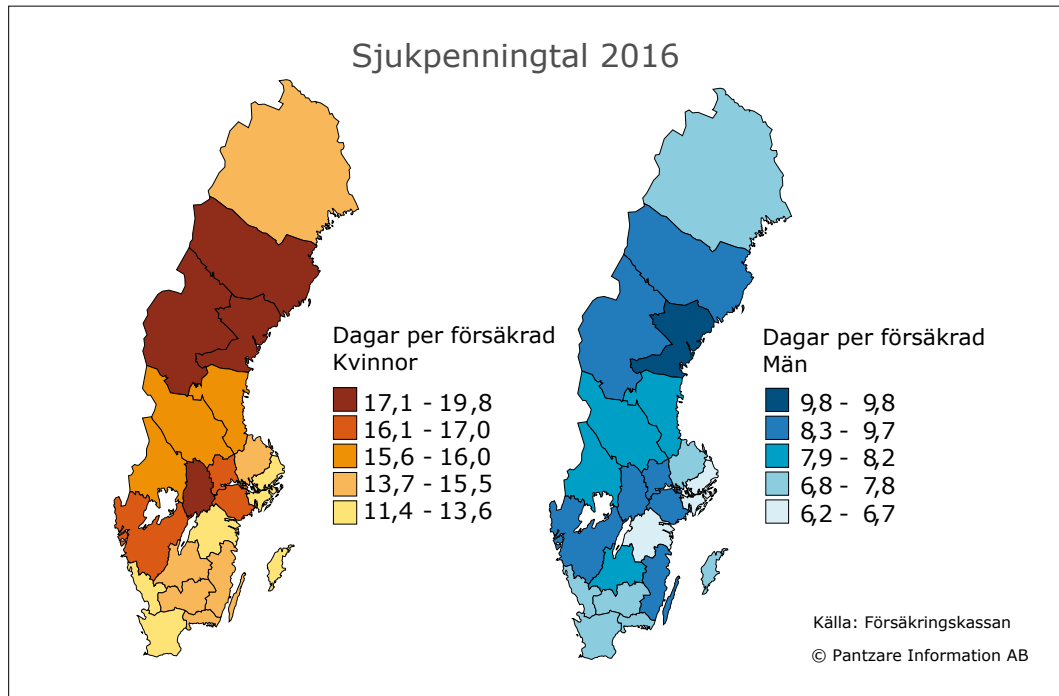 Sjukpenningtal 2016
Dagar per försäkrad
Kvinnor
17,1 - 19,8
16,1 - 17,0
15,6 - 16,0
13,7 - 15,5
11,4 - 13,6
Dagar per försäkrad
Män
9,8 - 9,8
8,3 - 9,7
7,9 - 8,2
6,8 - 7,8
6,2 - 6,7
Källa: Försäkringskassan
© Pantzare Information AB